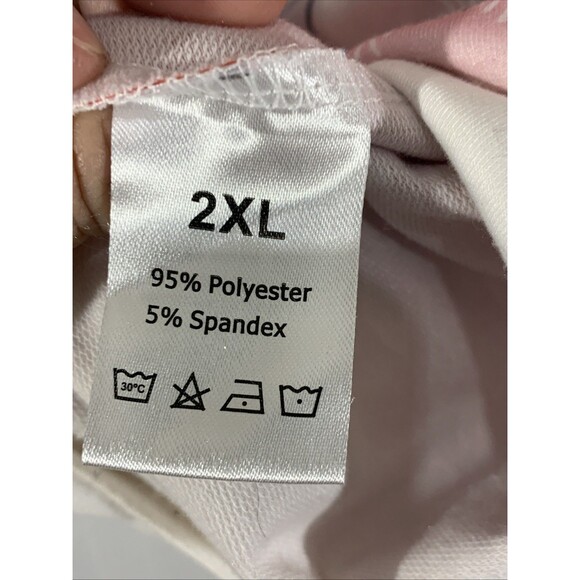 2XL
95% Polyester
5% Spandex
30°C